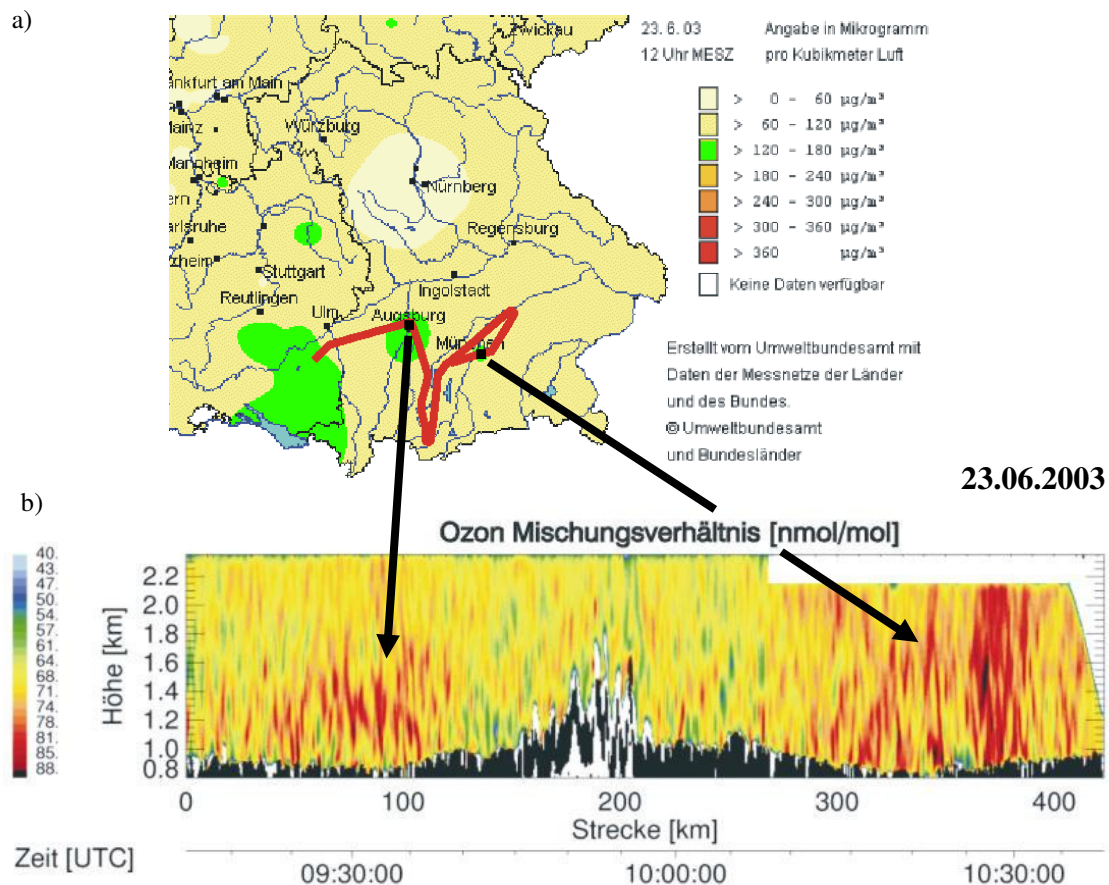 a)
23.6.03 Angabe in Mikrogramm
12 Uhr MESZ pro Kubikmeter Luft
> 0 - 60 µg/m³
> 60 - 120 µg/m³
> 120 - 180 µg/m³
> 180 - 240 µg/m³
> 240 - 300 µg/m³
> 300 - 360 µg/m³
> 360 µg/m³
Keine Daten verfügbar
Zwickau
nkfurt am Main
Mainz
Würzburg
Mannheim
ern
Nürnberg
arlsruhe
Regensburg
zheim
Stuttgart
Ingolstadt
Reutlingen
Ulm
Augsburg
München
Erstellt vom Umweltbundesamt mit
Daten der Messnetze der Länder
und des Bundes.
© Umweltbundesamt
und Bundesländer
23.06.2003
b)
Ozon Mischungsverhältnis [nmol/mol]
40.
43.
47.
50.
54.
57.
61.
64.
68.
71.
74.
78.
81.
85.
88.
Höhe [km]
2.2
2.0
1.8
1.6
1.4
1.2
1.0
0.8
0 100 200 300 400
Strecke [km]
Zeit [UTC]
09:30:00 10:00:00 10:30:00